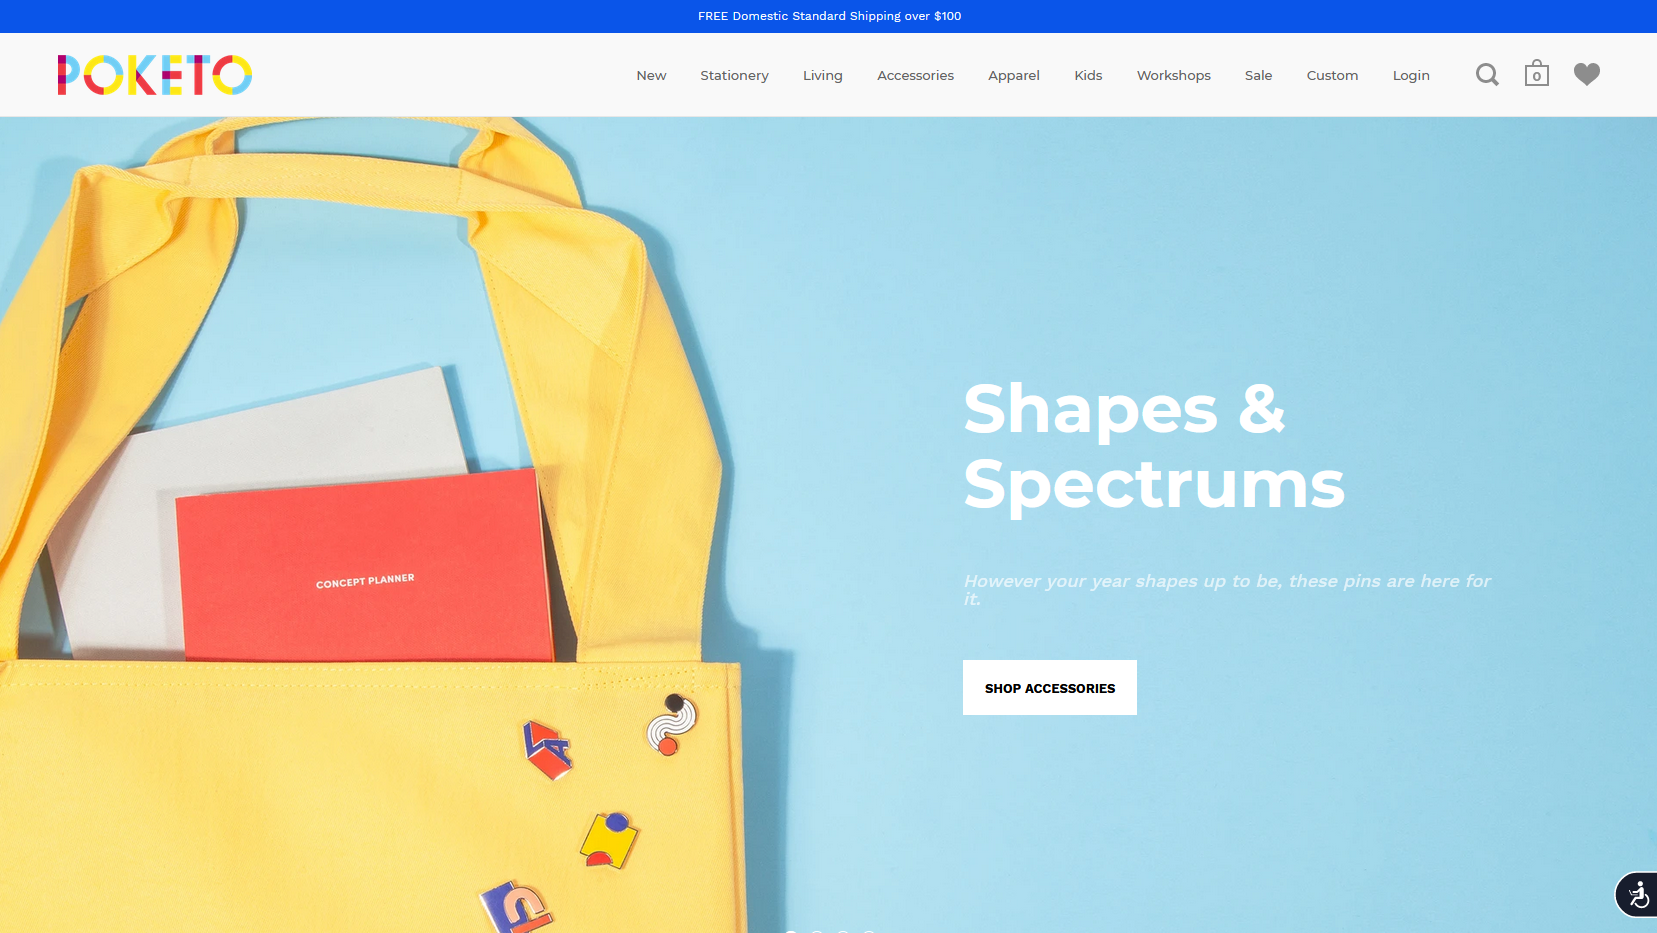 FREE Domestic Standard Shipping over $100
POKETO
New Stationery Living Accessories Apparel Kids Workshops Sale Custom Login
0
Shapes &
Spectrums
CONCEPT PLANNER
However your year shapes up to be, these pins are here for
it.
SHOP ACCESSORIES
LA